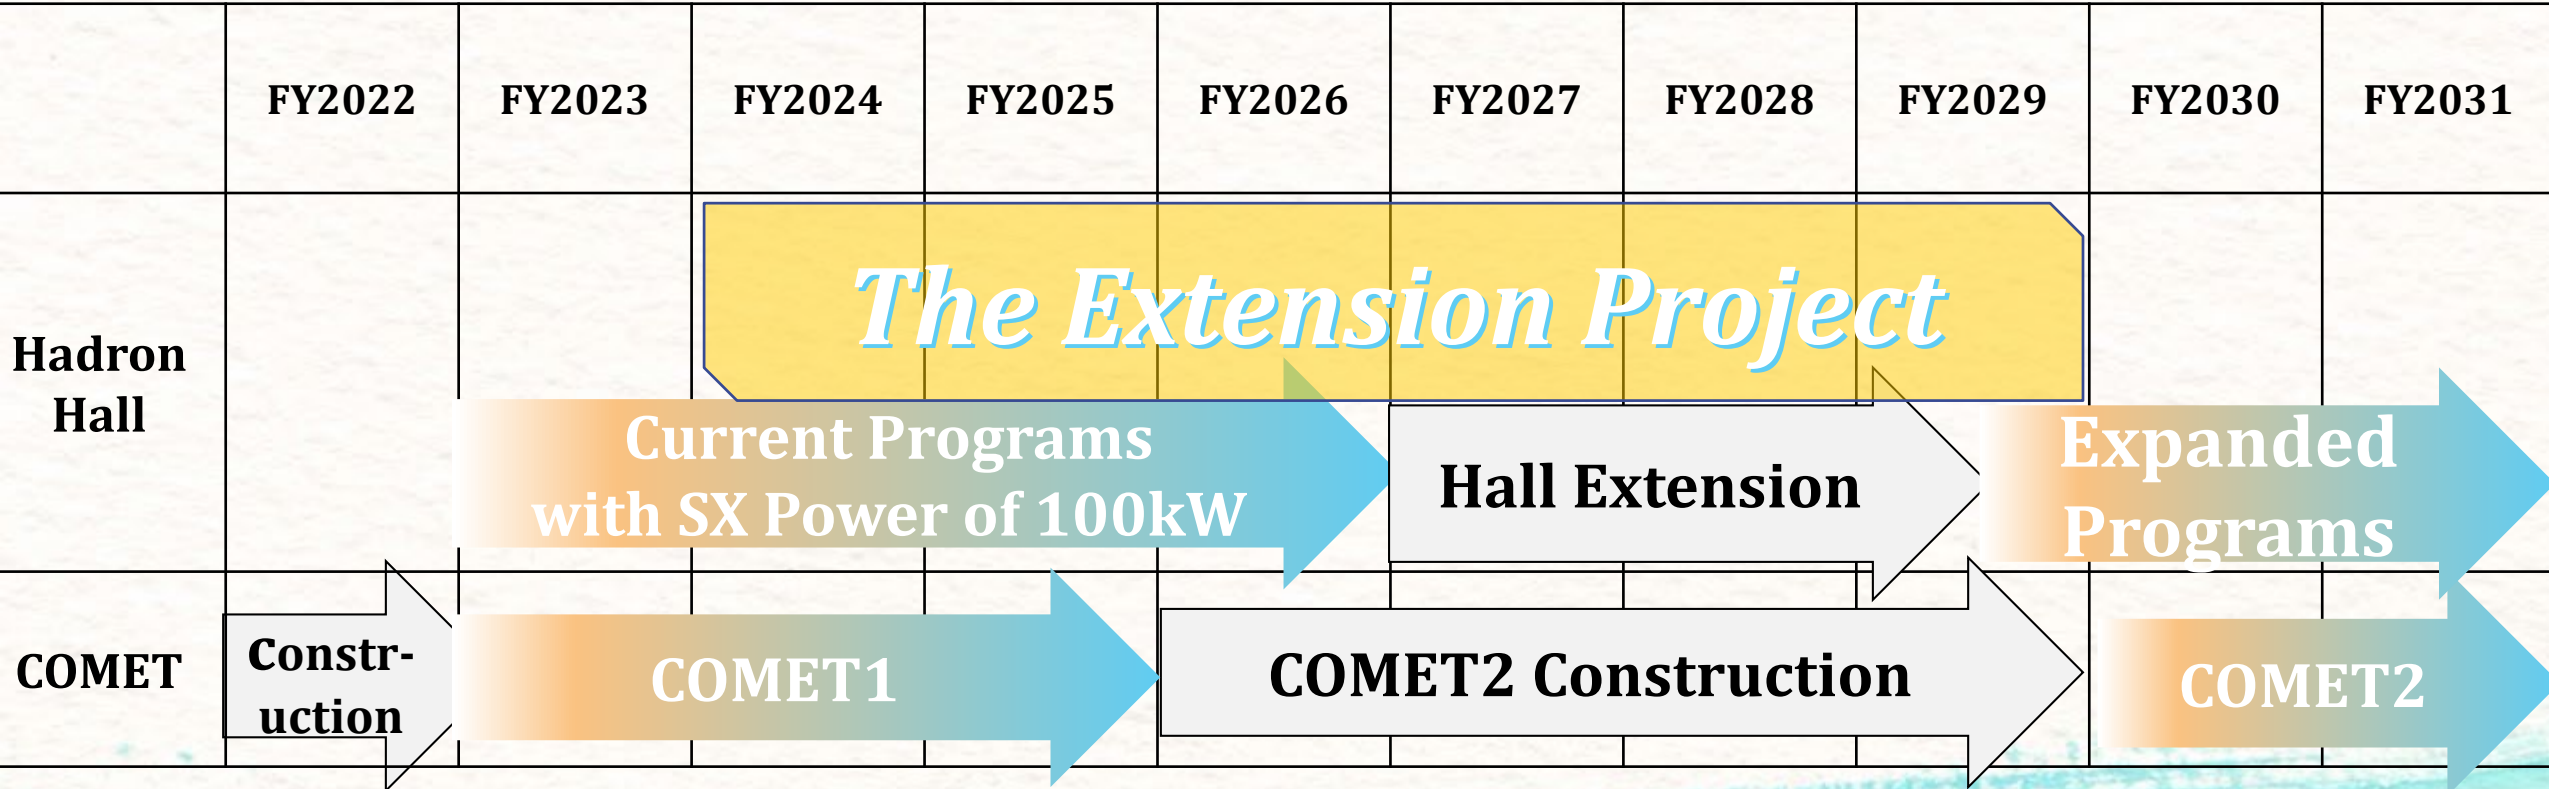 FY2022 FY2023 FY2024 FY2025 FY2026 FY2027 FY2028 FY2029 FY2030 FY2031
Hadron
Hall
The Extension Project
Current Programs
with SX Power of 100kW
Hall Extension
Expanded
Programs
COMET
Constr-
uction
COMET1
COMET2 Construction
COMET2